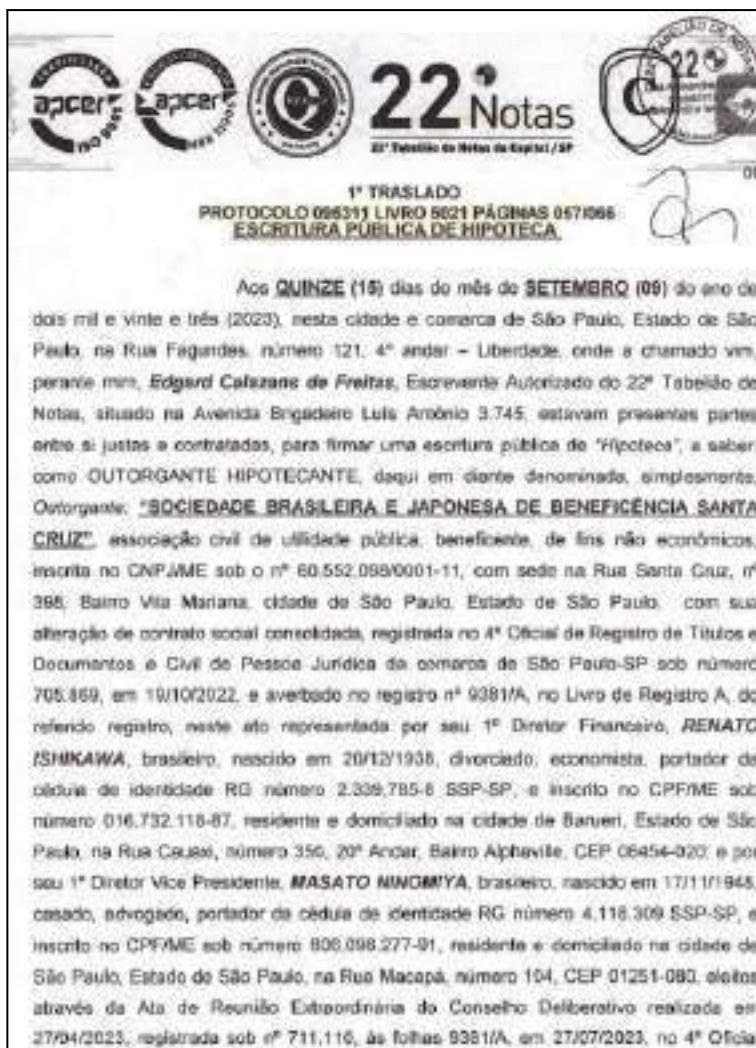 apcer
apcer
22 Notas
22º Tabelião de Notas da Capital / SP
C
22
1º TRASLADO
PROTOCOLO 096311 LIVRO 5021 PÁGINAS 057/066
ESCRITURA PÚBLICA DE HIPOTECA
Aos QUINZE (15) dias do mês de SETEMBRO (09) do ano de
dois mil e vinte e três (2023), nesta cidade e comarca de São Paulo, Estado de São
Paulo, na Rua Fagundes, número 121, 4º andar – Liberdade, onde a chamado vim,
perante mim, Edgard Calazans de Freitas, Escrevente Autorizado do 22º Tabelião de
Notas, situado na Avenida Brigadeiro Luís Antônio 3.745, estavam presentes partes
entre si justas e contratadas, para firmar uma escritura pública de "Hipoteca", a saber:
como OUTORGANTE HIPOTECANTE, daqui em diante denominada, simplesmente,
Outorgante: "SOCIEDADE BRASILEIRA E JAPONESA DE BENEFICÊNCIA SANTA
CRUZ", associação civil de utilidade pública, beneficente, de fins não econômicos,
inscrita no CNPJ/ME sob o nº 60.552.098/0001-11, com sede na Rua Santa Cruz, nº
398, Bairro Vila Mariana, cidade de São Paulo, Estado de São Paulo, com sua
alteração de contrato social consolidada, registrada no 4º Oficial de Registro de Títulos e
Documentos e Civil de Pessoa Jurídica da comarca de São Paulo-SP sob número
705.869, em 19/10/2022, e averbado no registro nº 9381/A, no Livro de Registro A, do
referido registro, neste ato representada por seu 1º Diretor Financeiro, RENATO
ISHIKAWA, brasileiro, nascido em 20/12/1938, divorciado, economista, portador da
cédula de identidade RG número 2.339.785-8 SSP-SP, e inscrito no CPF/ME sob
número 016.732.118-87, residente e domiciliado na cidade de Barueri, Estado de São
Paulo, na Rua Cauaxi, número 350, 20º Andar, Bairro Alphaville, CEP 06454-020; e por
seu 1º Diretor Vice Presidente, MASATO NINOMIYA, brasileiro, nascido em 17/11/1948,
casado, advogado, portador da cédula de identidade RG número 4.118.309 SSP-SP, e
inscrito no CPF/ME sob número 806.096.277-91, residente e domiciliado na cidade de
São Paulo, Estado de São Paulo, na Rua Macapá, número 104, CEP 01251-080, eleitos
através da Ata de Reunião Extraordinária do Conselho Deliberativo realizada em
27/04/2023, registrada sob nº 711.116, às folhas 9381/A, em 27/07/2023, no 4º Oficial